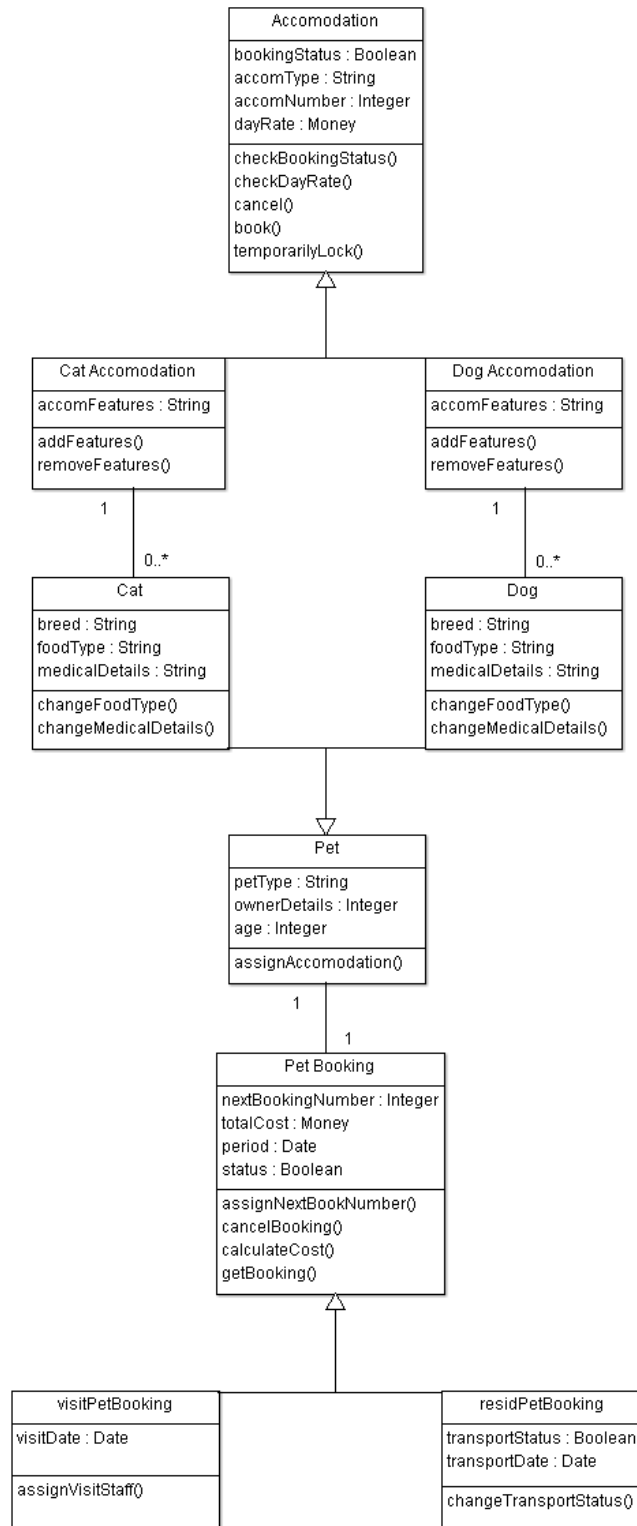 Accomodation
bookingStatus : Boolean
accomType : String
accomNumber : Integer
dayRate : Money
checkBookingStatus()
checkDayRate()
cancel()
book()
temporarilyLock()
Cat Accomodation
accomFeatures : String
addFeatures()
removeFeatures()
Dog Accomodation
accomFeatures : String
addFeatures()
removeFeatures()
1
0..*
1
0..*
Cat
breed : String
foodType : String
medicalDetails : String
changeFoodType()
changeMedicalDetails()
Dog
breed : String
foodType : String
medicalDetails : String
changeFoodType()
changeMedicalDetails()
Pet
petType : String
ownerDetails : Integer
age : Integer
assignAccomodation()
1
1
Pet Booking
nextBookingNumber : Integer
totalCost : Money
period : Date
status : Boolean
assignNextBookNumber()
cancelBooking()
calculateCost()
getBooking()
visitPetBooking
visitDate : Date
assignVisitStaff()
residPetBooking
transportStatus : Boolean
transportDate : Date
changeTransportStatus()